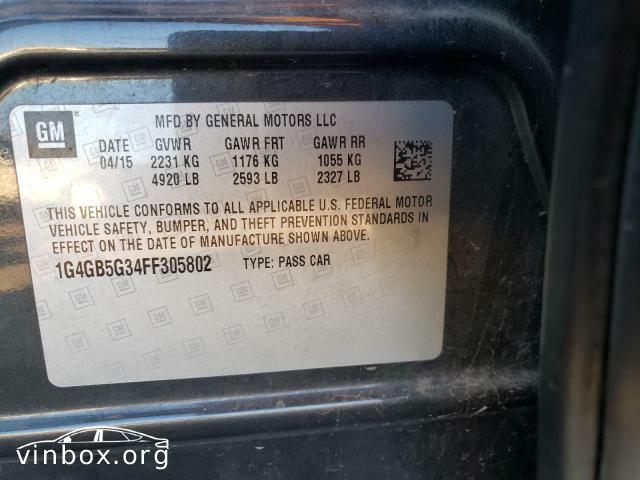 GM
MFD BY GENERAL MOTORS LLC
DATE GVWR GAWR FRT GAWR RR
04/15 2231 KG 1176 KG 1055 KG
4920 LB 2593 LB 2327 LB
THIS VEHICLE CONFORMS TO ALL APPLICABLE U.S. FEDERAL MOTOR
VEHICLE SAFETY, BUMPER, AND THEFT PREVENTION STANDARDS IN
EFFECT ON THE DATE OF MANUFACTURE SHOWN ABOVE.
1G4GB5G34FF305802 TYPE: PASS CAR
vinbox.org